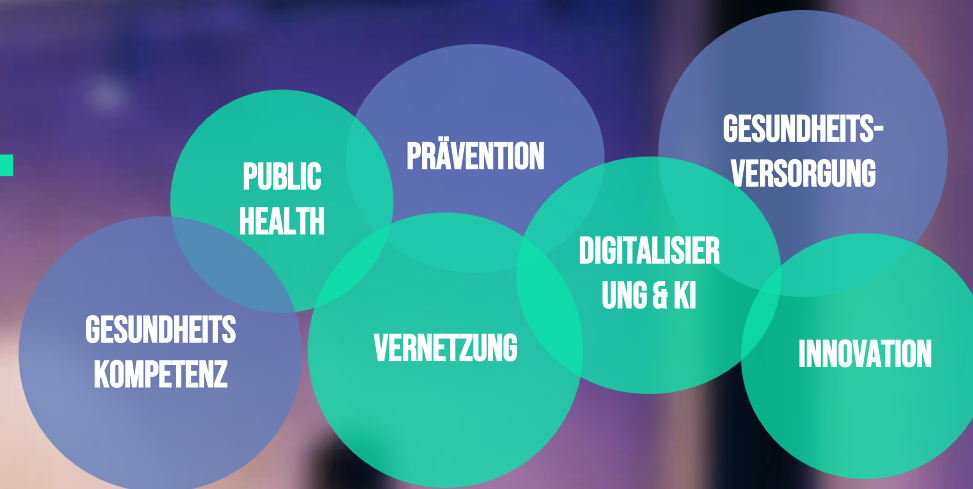 GESUNDHEITS-
VERSORGUNG
PRÄVENTION
PUBLIC
HEALTH
DIGITALISIER
UNG & KI
GESUNDHEITS
KOMPETENZ
VERNETZUNG
INNOVATION